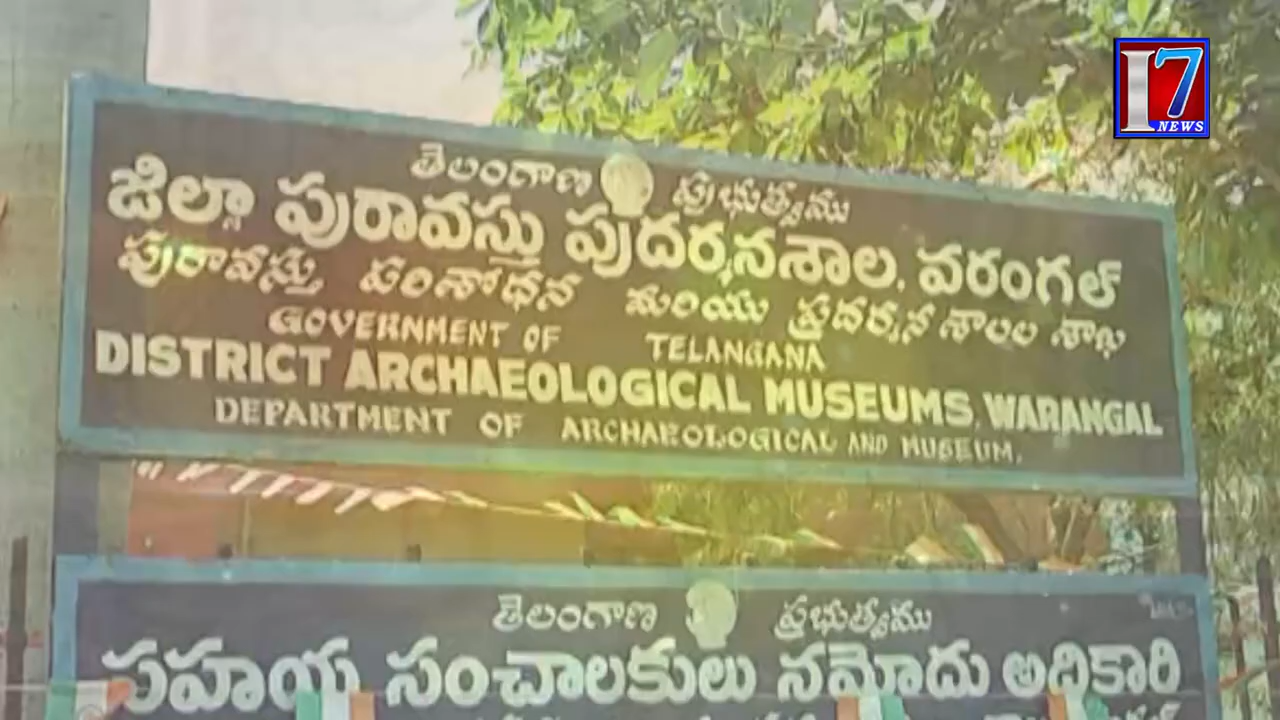 I7
NEWS
తెలంగాణ ప్రభుత్వము
జిల్లా పురావస్తు ప్రదర్శనశాల, వరంగల్
పురావస్తు పరిశోధన మరియు ప్రదర్శన శాలల శాఖ
GOVERNMENT OF TELANGANA
DISTRICT ARCHAEOLOGICAL MUSEUMS, WARANGAL
DEPARTMENT OF ARCHAEOLOGICAL AND MUSEUM.
తెలంగాణ ప్రభుత్వము
సహాయ సంచాలకులు నమోదు అధికారి